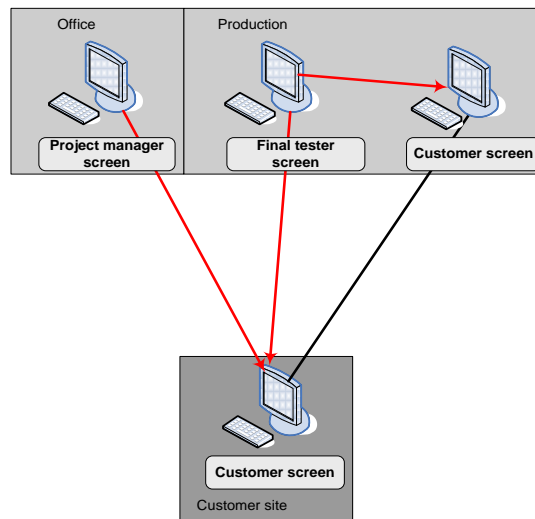 Office
Production
Project manager
screen
Final tester
screen
Customer screen
Customer screen
Customer site